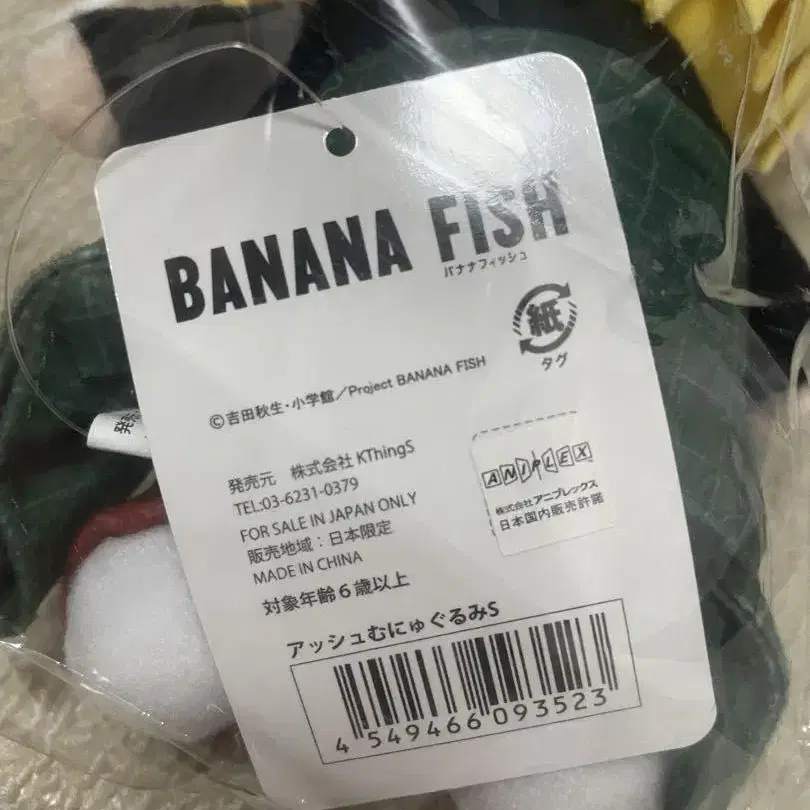 BANANA FISH
バナナフィッシュ
紙
タグ
©吉田秋生・小学館／Project BANANA FISH
発売元　株式会社 KThingS
TEL:03-6231-0379
FOR SALE IN JAPAN ONLY
販売地域：日本限定
MADE IN CHINA
対象年齢６歳以上
ANIPLEX
株式会社アニプレックス
日本国内販売許諾
アッシュむにゅぐるみS
4 549466 093523
発売